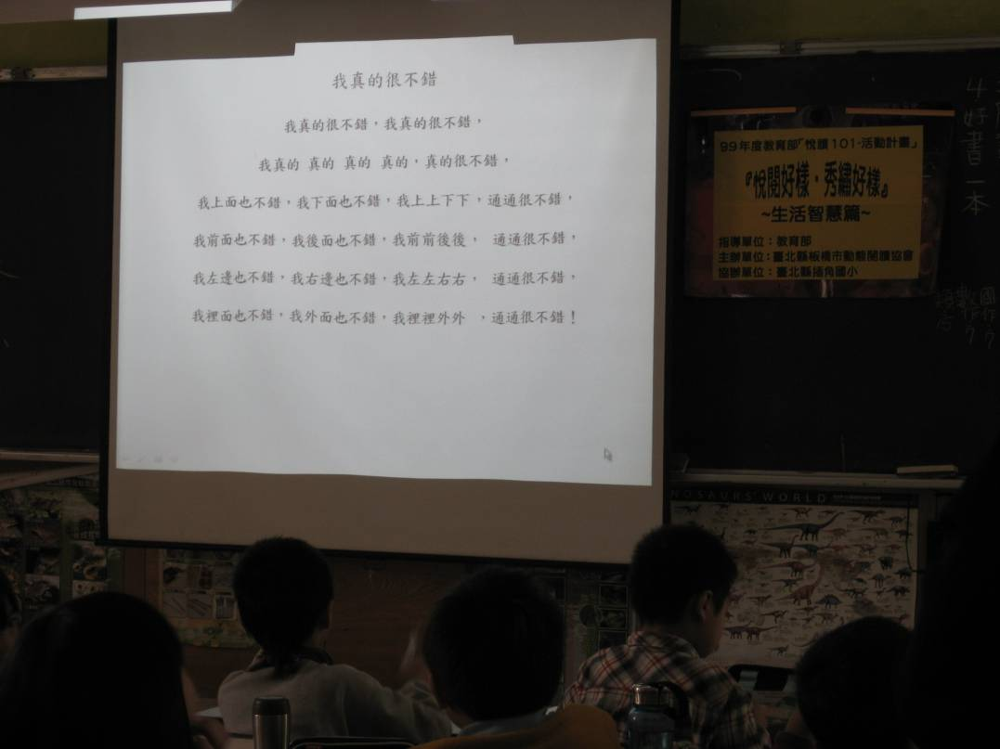 我真的很不錯
我真的很不錯，我真的很不錯，
我真的 真的 真的 真的，真的很不錯，
我上面也不錯，我下面也不錯，我上上下下，通通很不錯，
我前面也不錯，我後面也不錯，我前前後後， 通通很不錯，
我左邊也不錯，我右邊也不錯，我左左右右， 通通很不錯，
我裡面也不錯，我外面也不錯，我裡裡外外 ，通通很不錯！
99年度教育部「悅讀101-活動計畫」
『悅閱好樣‧秀繡好樣』
~生活智慧篇~
指導單位：教育部
主辦單位：臺北縣板橋市動態閱讀協會
協辦單位：臺北縣插角國小
4好書一本
NOSAURS' WORLD